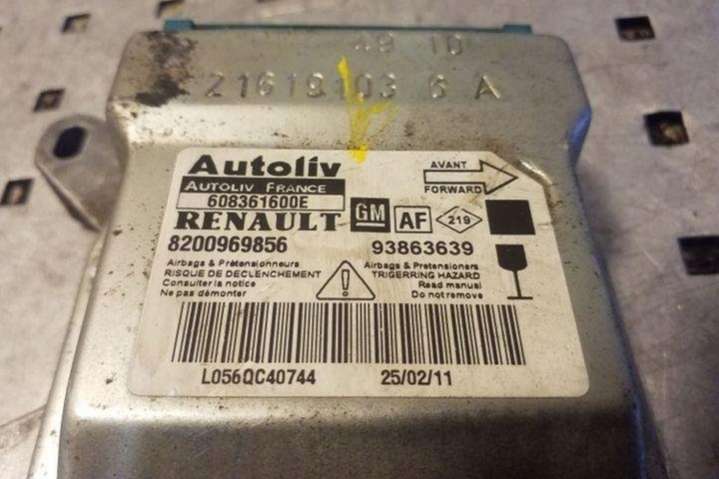 49 10
21619103 6 A
Autoliv
AUTOLIV FRANCE
608361600E
AVANT
FORWARD
RENAULT GM AF 219
8200969856 93863639
Airbags & Prétensionneurs
RISQUE DE DECLENCHEMENT
Consulter la notice
Ne pas démonter
Airbags & Pretensioners
TRIGERRING HAZARD
Read manual
Do not remove
L056QC40744 25/02/11